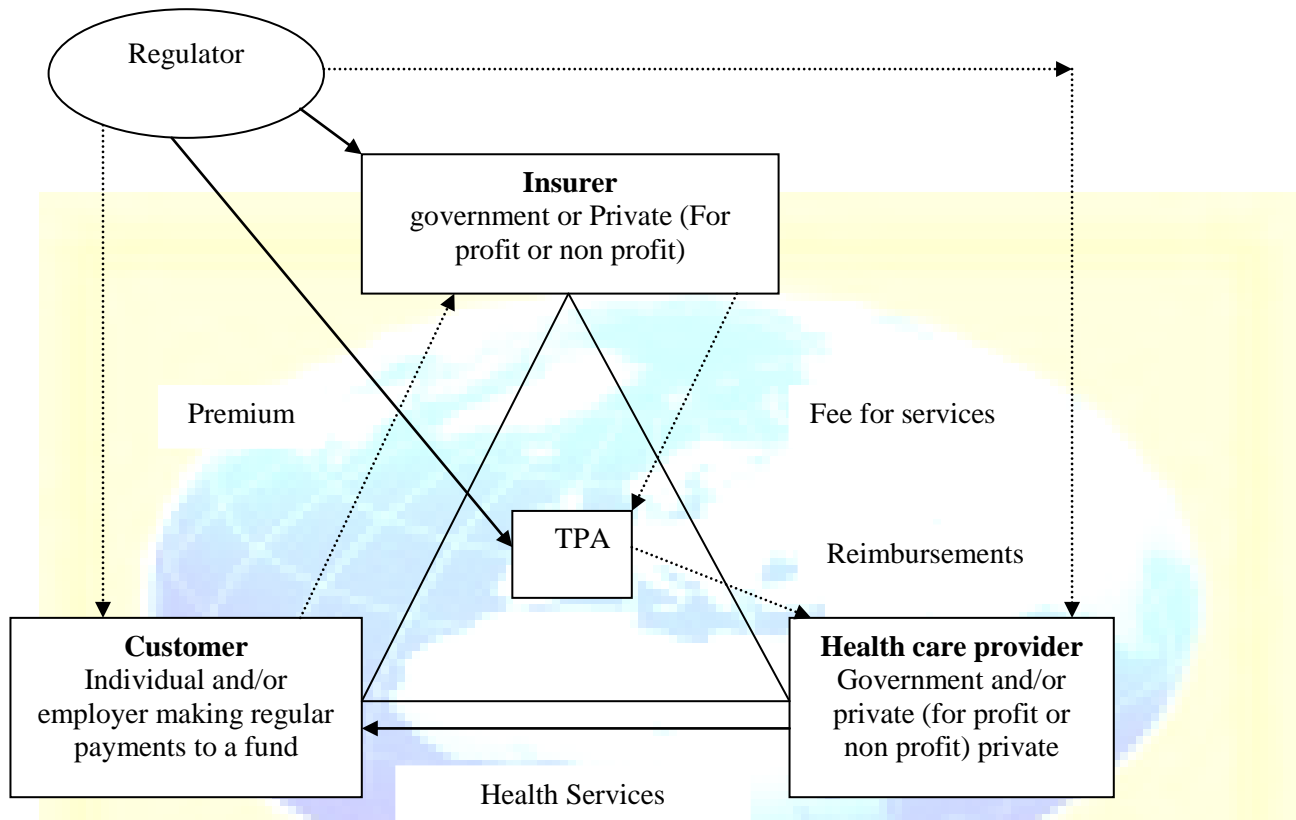 Regulator
Insurer
government or Private (For
profit or non profit)
Premium
Fee for services
TPA
Reimbursements
Customer
Individual and/or
employer making regular
payments to a fund
Health care provider
Government and/or
private (for profit or
non profit) private
Health Services